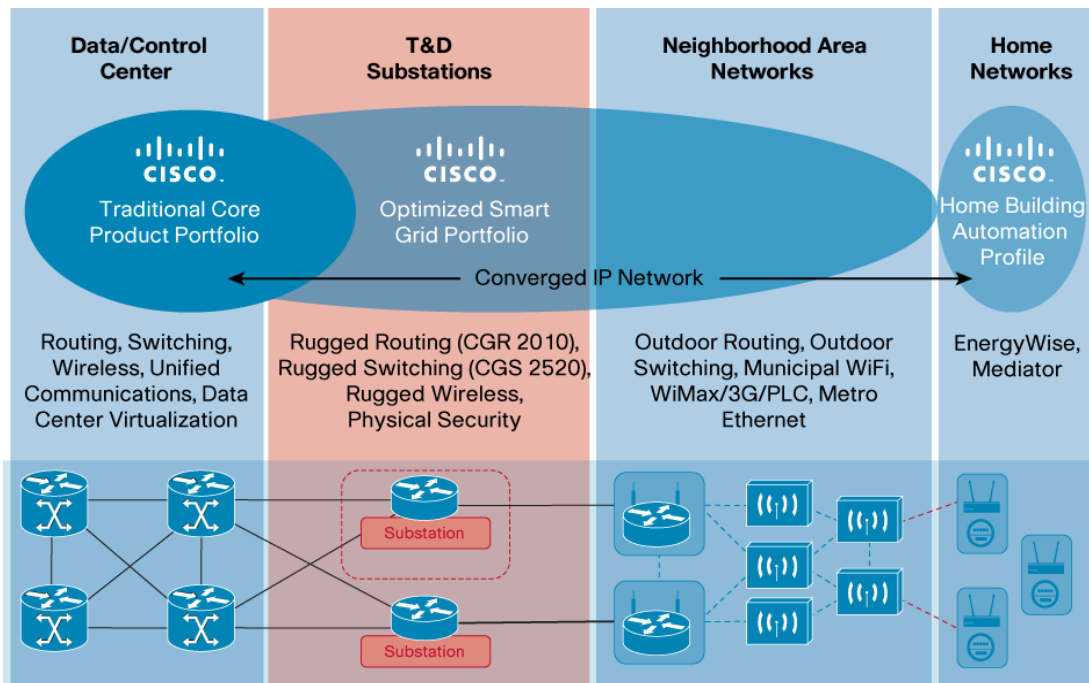 Data/Control
Center
T&D
Substations
Neighborhood Area
Networks
Home
Networks
CISCO
Traditional Core
Product Portfolio
CISCO
Optimized Smart
Grid Portfolio
CISCO
Home Building
Automation
Profile
Converged IP Network
Routing, Switching,
Wireless, Unified
Communications, Data
Center Virtualization
Rugged Routing (CGR 2010),
Rugged Switching (CGS 2520),
Rugged Wireless,
Physical Security
Outdoor Routing, Outdoor
Switching, Municipal WiFi,
WiMax/3G/PLC, Metro
Ethernet
EnergyWise,
Mediator
Substation
Substation